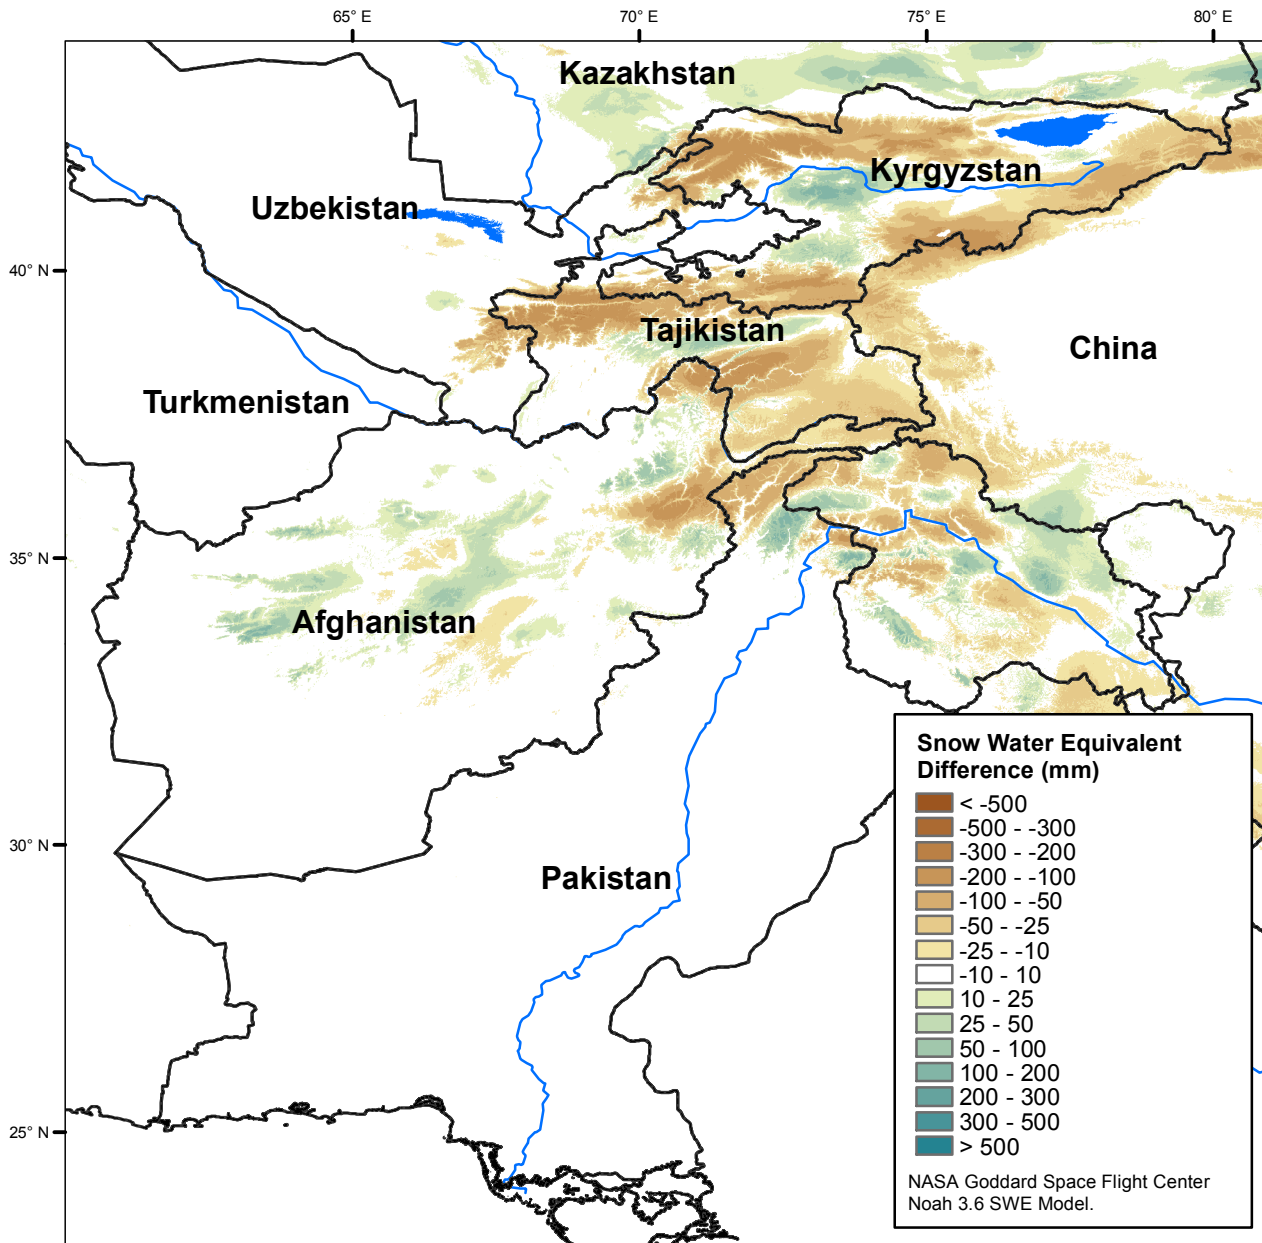 65° E
70° E
75° E
80° E
Kazakhstan
Kyrgyzstan
Uzbekistan
40° N
Tajikistan
China
Turkmenistan
35° N
Afghanistan
Snow Water Equivalent
Difference (mm)
< -500
-500 - -300
-300 - -200
-200 - -100
-100 - -50
-50 - -25
-25 - -10
-10 - 10
10 - 25
25 - 50
50 - 100
100 - 200
200 - 300
300 - 500
> 500
NASA Goddard Space Flight Center
Noah 3.6 SWE Model.
30° N
Pakistan
25° N